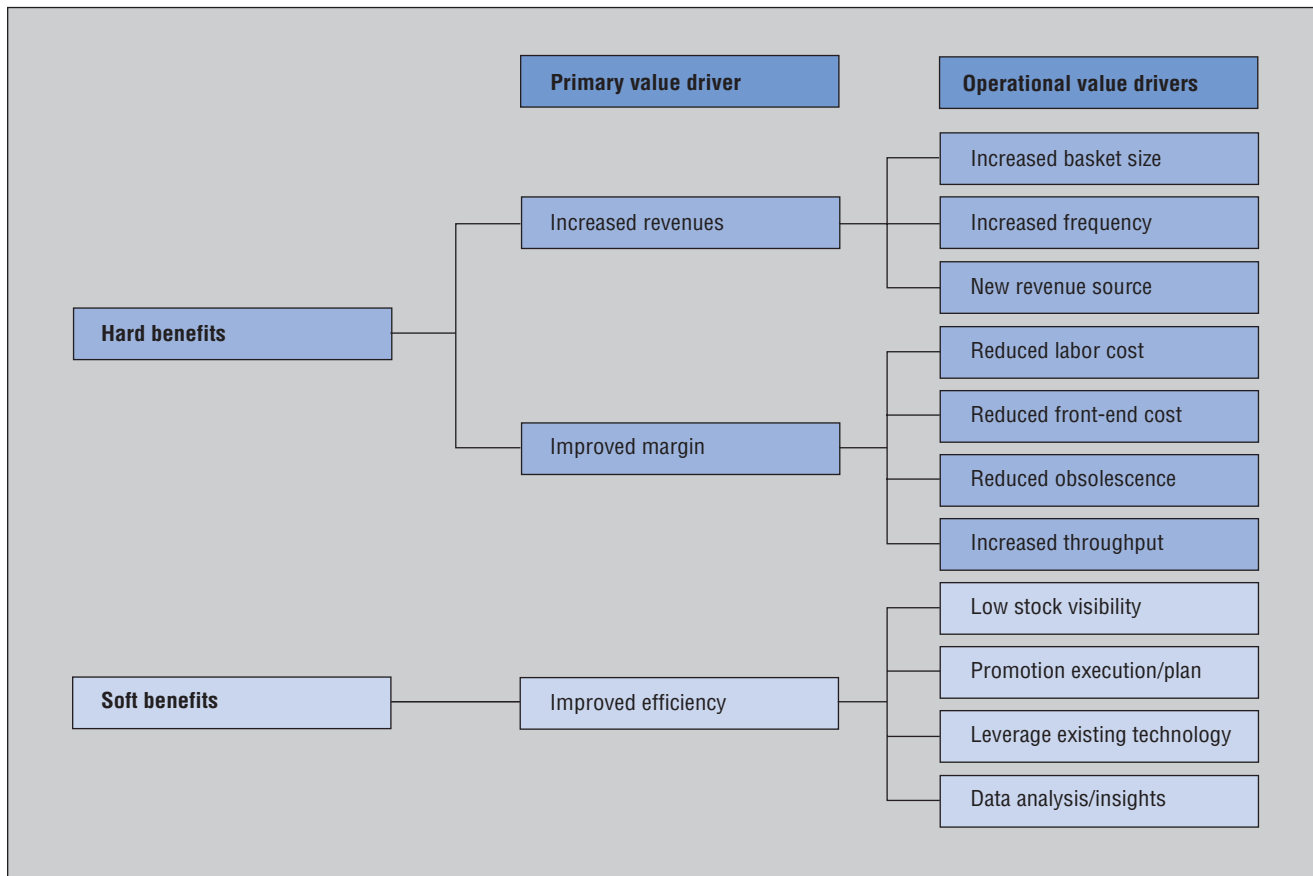 Primary value driver
Operational value drivers
Increased basket size
Increased revenues
Increased frequency
New revenue source
Hard benefits
Reduced labor cost
Reduced front-end cost
Improved margin
Reduced obsolescence
Increased throughput
Low stock visibility
Promotion execution/plan
Soft benefits
Improved efficiency
Leverage existing technology
Data analysis/insights